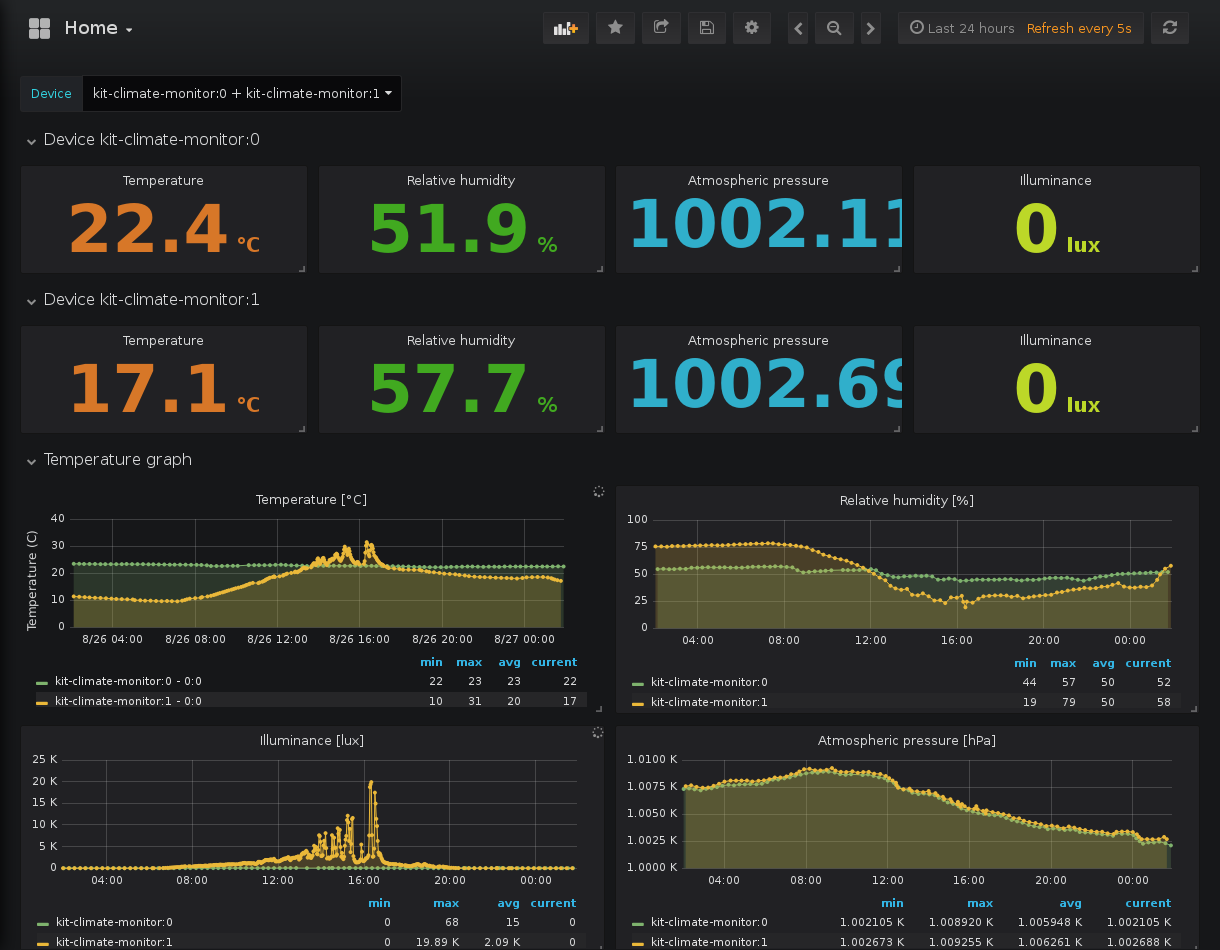 Home
Last 24 hours Refresh every 5s
Device kit-climate-monitor:0 + kit-climate-monitor:1
Device kit-climate-monitor:0
Temperature Relative humidity Atmospheric pressure Illuminance
22.4 °C 51.9 % 1002.11 0 lux
Device kit-climate-monitor:1
Temperature Relative humidity Atmospheric pressure Illuminance
17.1 °C 57.7 % 1002.69 0 lux
Temperature graph
Temperature [°C]
Temperature (C)
40
30
20
10
0
8/26 04:00 8/26 08:00 8/26 12:00 8/26 16:00 8/26 20:00 8/27 00:00
min max avg current
kit-climate-monitor:0 - 0:0 22 23 23 22
kit-climate-monitor:1 - 0:0 10 31 20 17
Relative humidity [%]
100
75
50
25
0
04:00 08:00 12:00 16:00 20:00 00:00
min max avg current
kit-climate-monitor:0 44 57 50 52
kit-climate-monitor:1 19 79 50 58
Illuminance [lux]
25 K
20 K
15 K
10 K
5 K
0
04:00 08:00 12:00 16:00 20:00 00:00
min max avg current
kit-climate-monitor:0 0 68 15 0
kit-climate-monitor:1 0 19.89 K 2.09 K 0
Atmospheric pressure [hPa]
1.0100 K
1.0075 K
1.0050 K
1.0025 K
1.0000 K
04:00 08:00 12:00 16:00 20:00 00:00
min max avg current
kit-climate-monitor:0 1.002105 K 1.008920 K 1.005948 K 1.002105 K
kit-climate-monitor:1 1.002673 K 1.009255 K 1.006261 K 1.002688 K